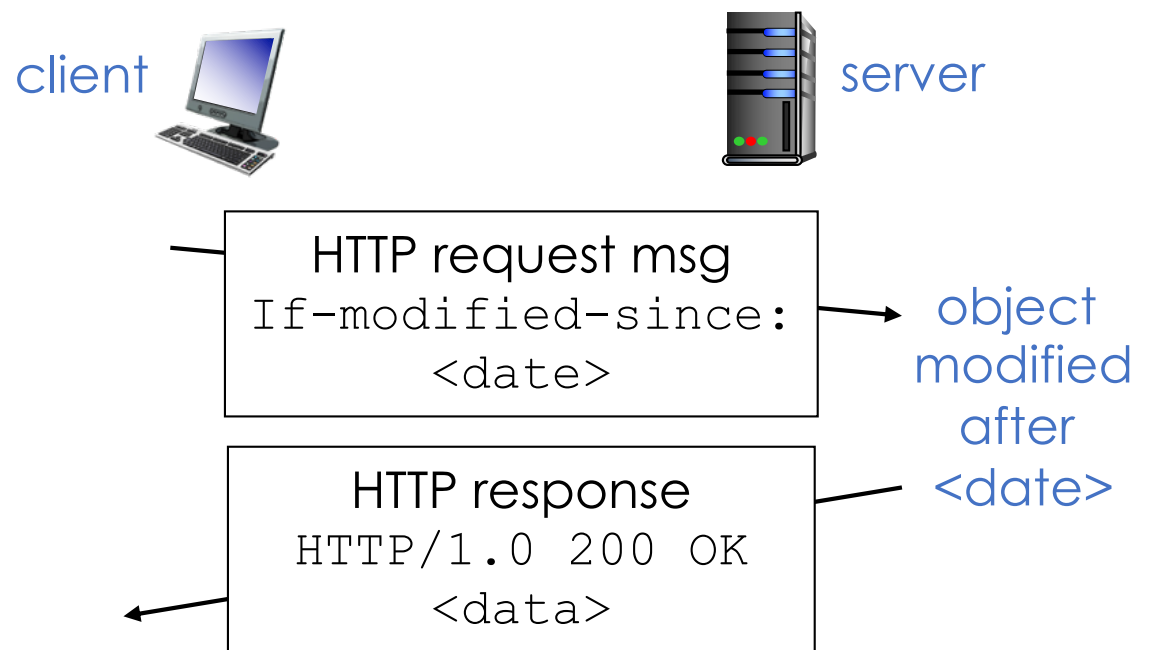 client
server
HTTP request msg
If-modified-since:
<date>
object
modified
after
<date>
HTTP response
HTTP/1.0 200 OK
<data>